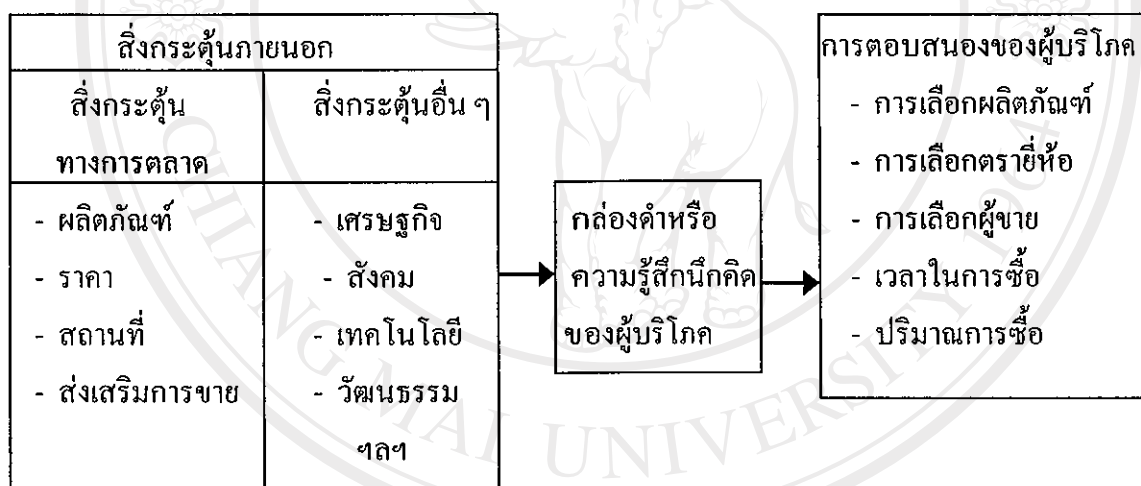 สิ่งกระตุ้นภายนอก
สิ่งกระตุ้น
ทางการตลาด
- ผลิตภัณฑ์
- ราคา
- สถานที่
- ส่งเสริมการขาย
สิ่งกระตุ้นอื่น ๆ
- เศรษฐกิจ
- สังคม
- เทคโนโลยี
- วัฒนธรรม
ฯลฯ
กล่องดำหรือ
ความรู้สึกนึกคิด
ของผู้บริโภค
การตอบสนองของผู้บริโภค
- การเลือกผลิตภัณฑ์
- การเลือกตรายี่ห้อ
- การเลือกผู้ขาย
- เวลาในการซื้อ
- ปริมาณการซื้อ
CHIANG MAI UNIVERSITY 1964